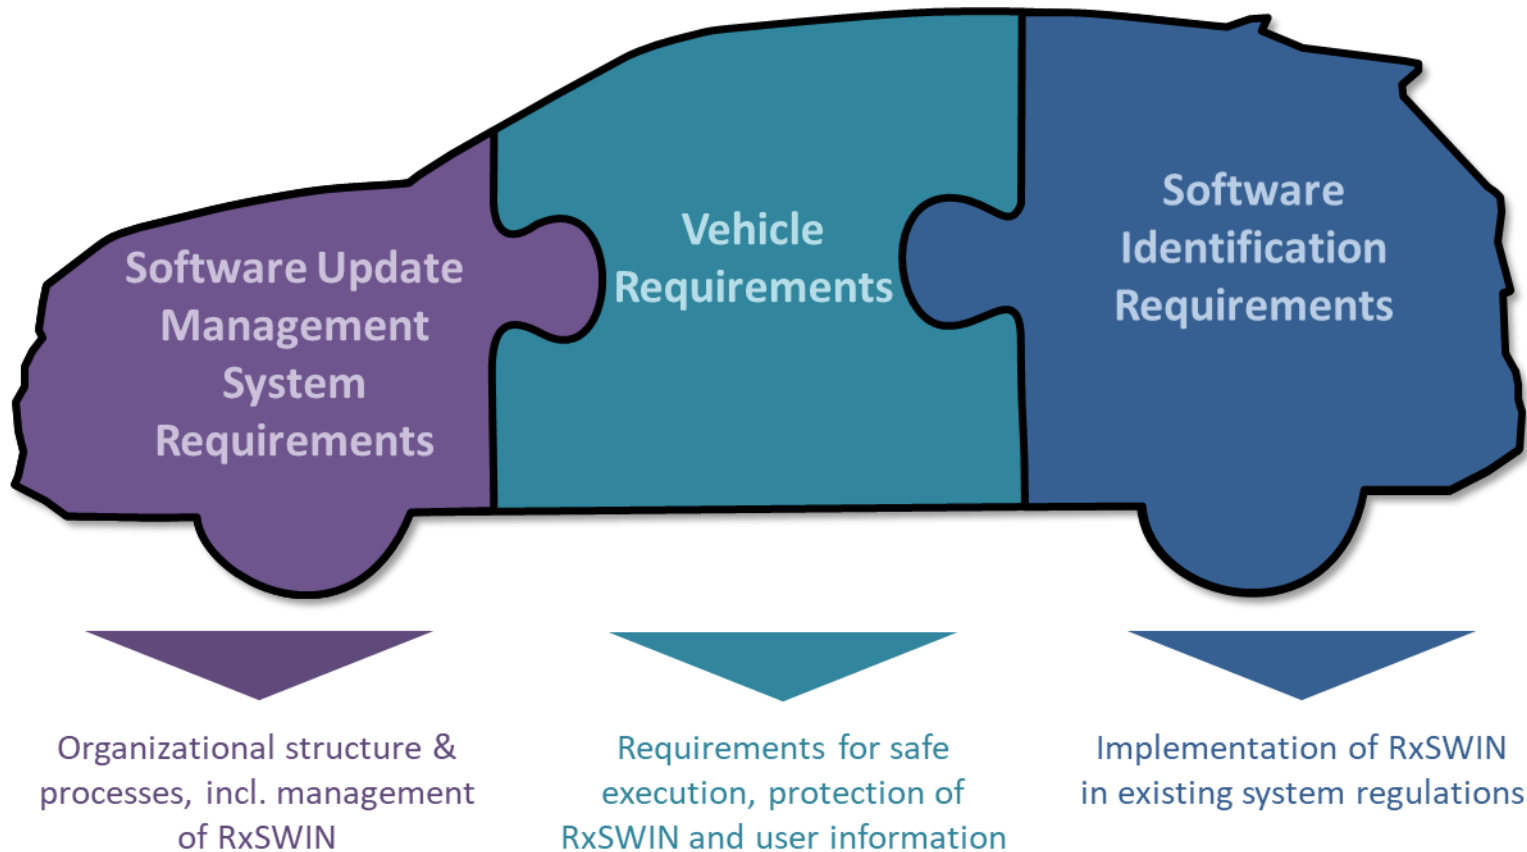 Software Update
Management
System
Requirements
Vehicle
Requirements
Software
Identification
Requirements
Organizational structure &
processes, incl. management
of RxSWIN
Requirements for safe
execution, protection of
RxSWIN and user information
Implementation of RxSWIN
in existing system regulations